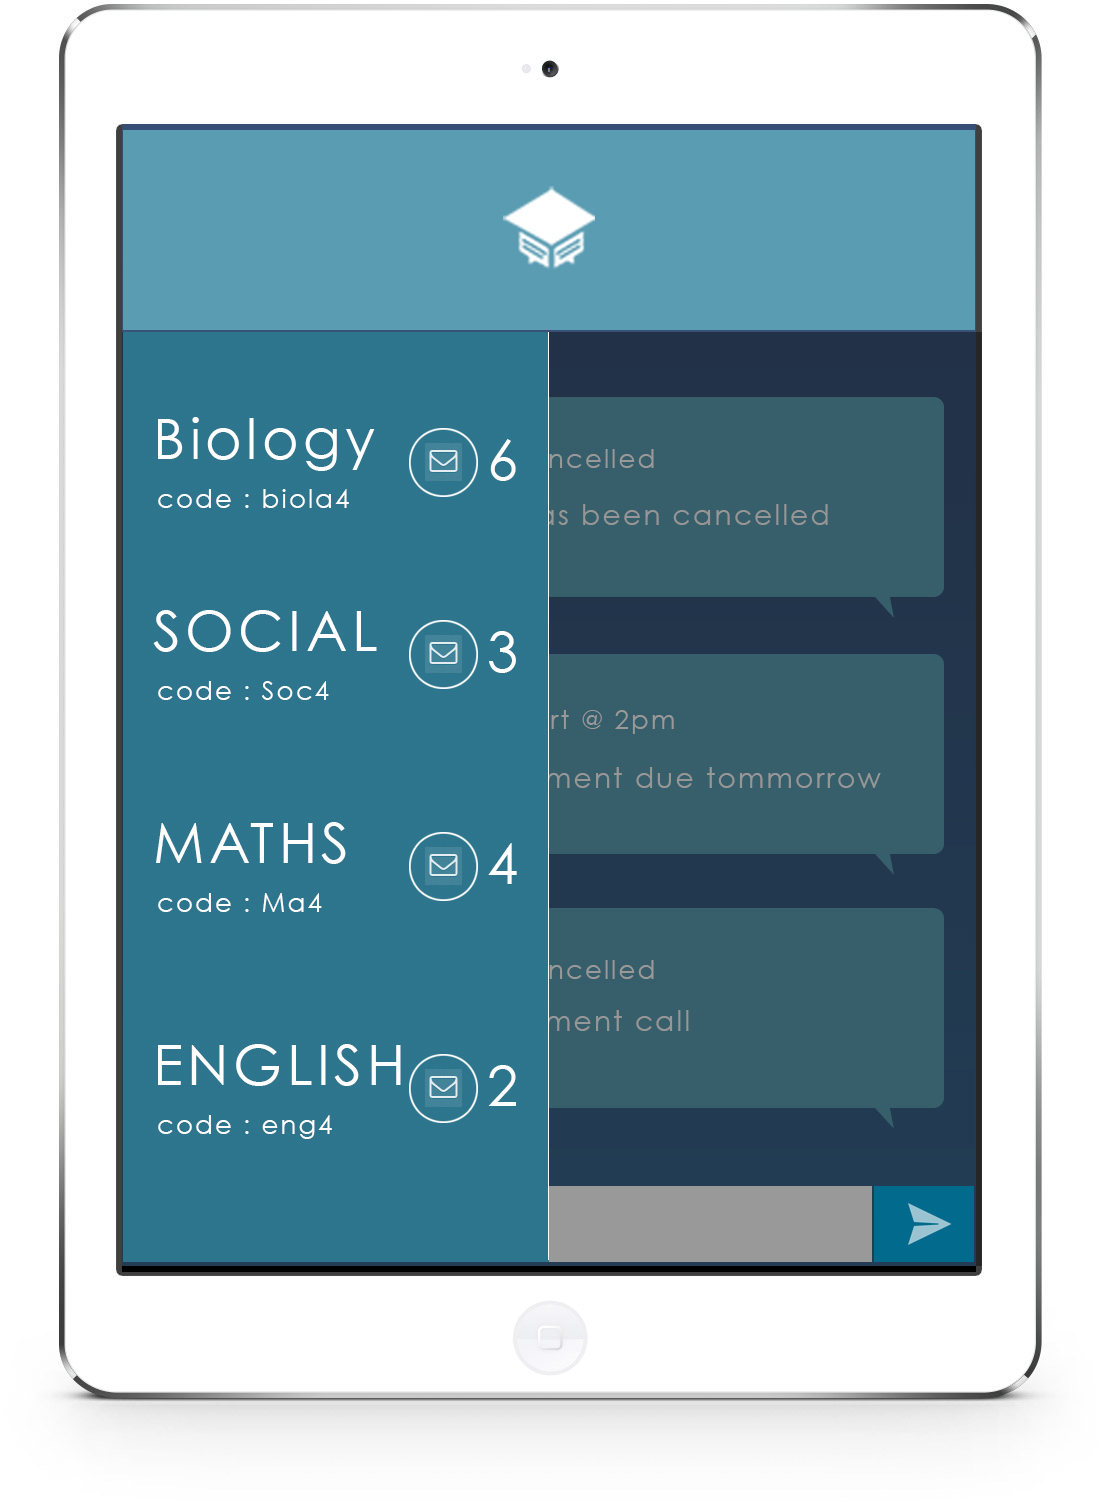 Biology
code : biola4
6
SOCIAL
code : Soc4
3
MATHS
code : Ma4
4
ENGLISH
code : eng4
2
ncelled
as been cancelled
rt @ 2pm
ment due tommorrow
ncelled
ment call